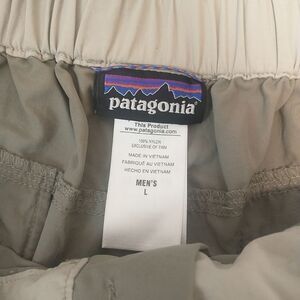 patagonia®
This Product
www.patagonia.com
100% NYLON
EXCLUSIVE OF TRIM
MADE IN VIETNAM
FABRIQUÉ AU VIETNAM
HECHO EN VIETNAM
MEN'S
L